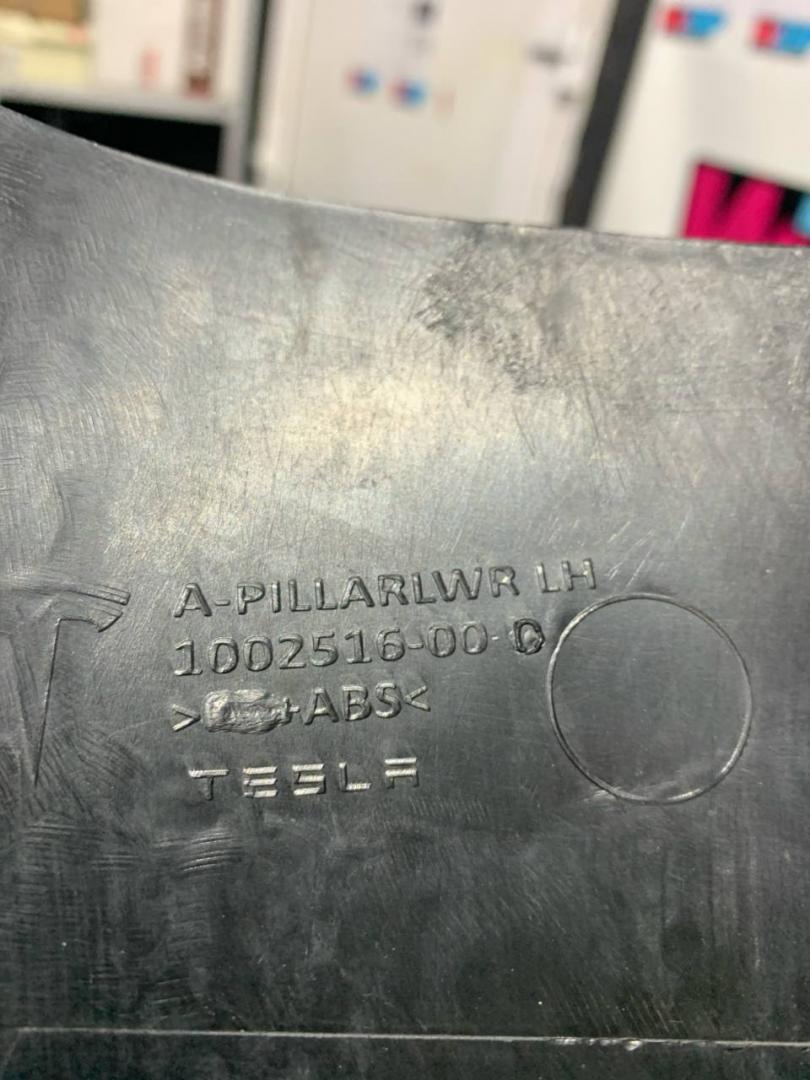 A-PILLARLWR LH
1002516-00-D
>ABS<
TESLA